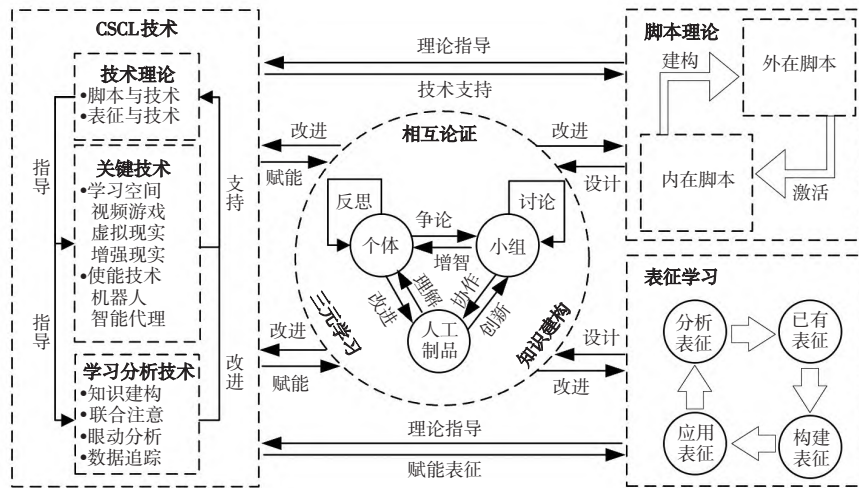 CSCL技术
技术理论
•脚本与技术
•表征与技术
关键技术
•学习空间
视频游戏
虚拟现实
增强现实
•使能技术
机器人
智能代理
学习分析技术
•知识建构
•联合注意
•眼动分析
•数据追踪
指导
指导
支持
改进
理论指导
技术支持
改进
赋能
改进
赋能
相互论证
反思
讨论
个体
争论
增智
小组
改进
理解
协作
创新
人工
制品
三元学习
知识建构
改进
设计
设计
改进
理论指导
赋能表征
脚本理论
建构
外在脚本
内在脚本
激活
表征学习
分析
表征
已有
表征
应用
表征
构建
表征